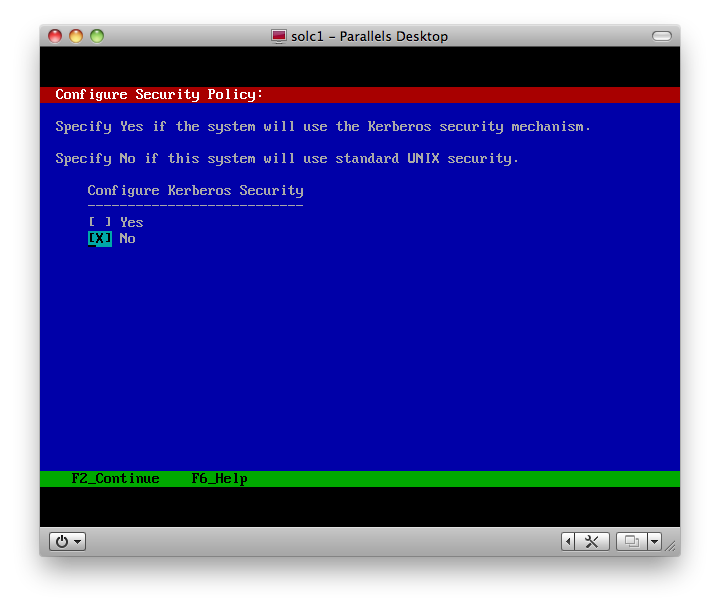 solc1 - Parallels Desktop
Configure Security Policy:
Specify Yes if the system will use the Kerberos security mechanism.
Specify No if this system will use standard UNIX security.
Configure Kerberos Security
---------------------------
[ ] Yes
[X] No
F2_Continue F6_Help